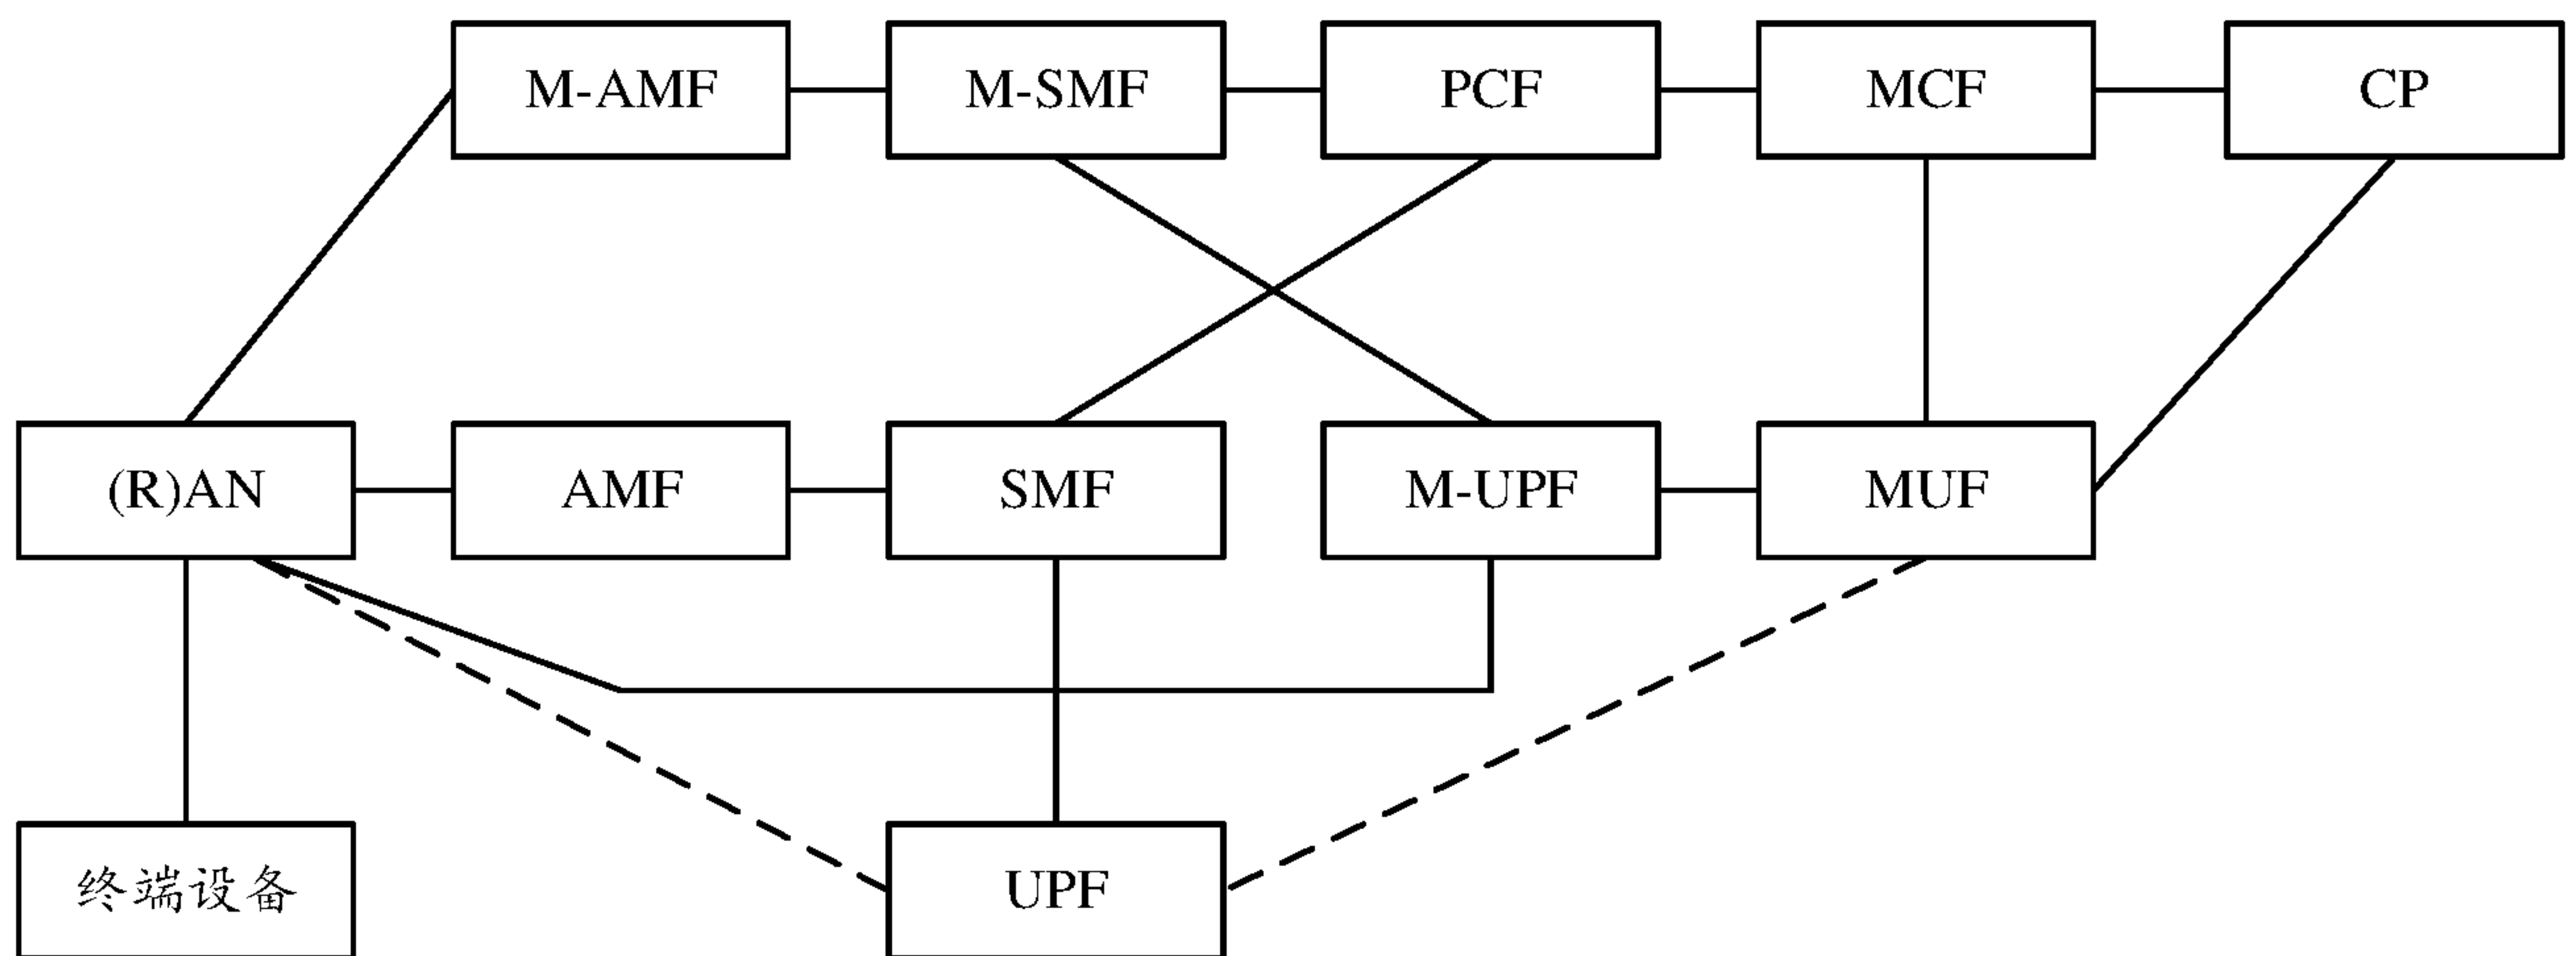 M-AMF
M-SMF
PCF
MCF
CP
(R)AN
AMF
SMF
M-UPF
MUF
终端设备
UPF